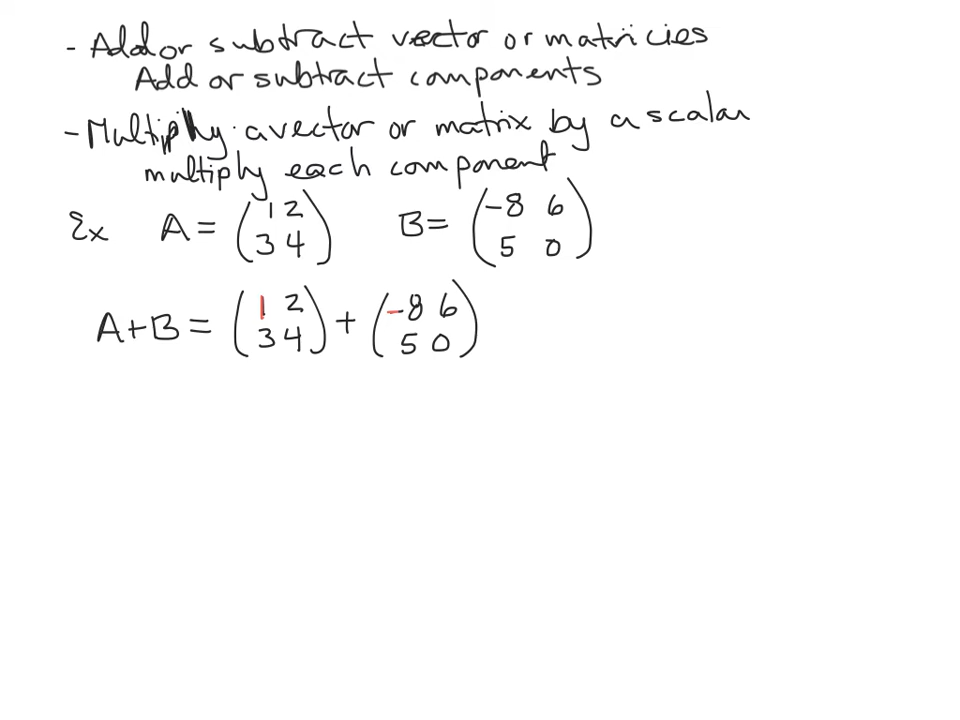 - Add or subtract vector or matricies
Add or subtract components
- Multiply a vector or matrix by a scalar
multiply each component
Ex A = (1 2 B = (-8 6
3 4) 5 0)
A+B = (1 2 + (-8 6
3 4) 5 0)